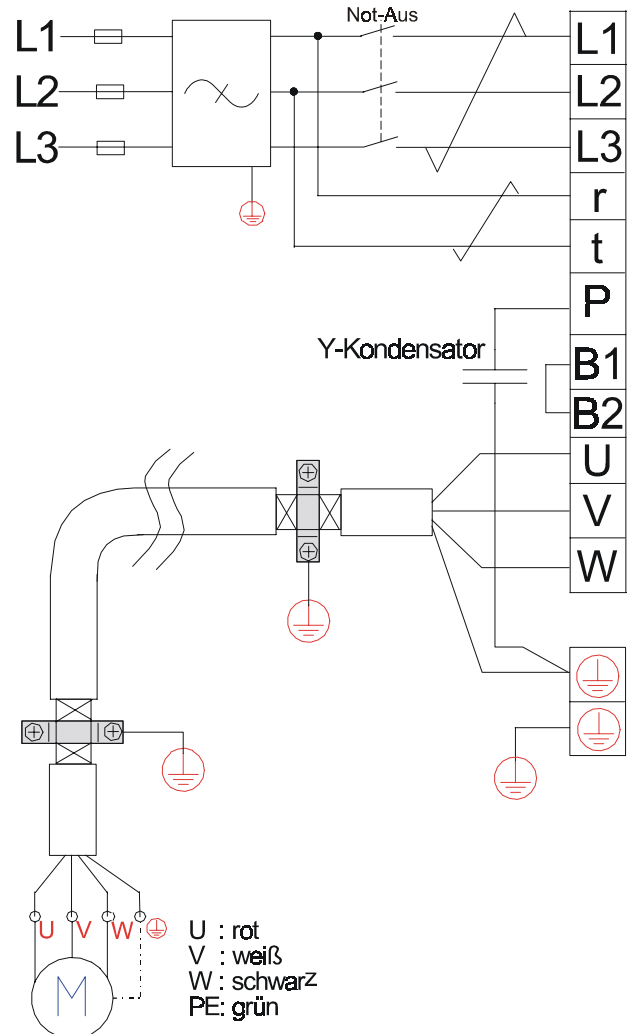 Not-Aus
L1
L1
L2
L2
L3
L3
r
t
P
Y-Kondensator
B1
B2
U
V
W
U V W
U : rot
V : weiß
W : schwarz
PE: grün
M